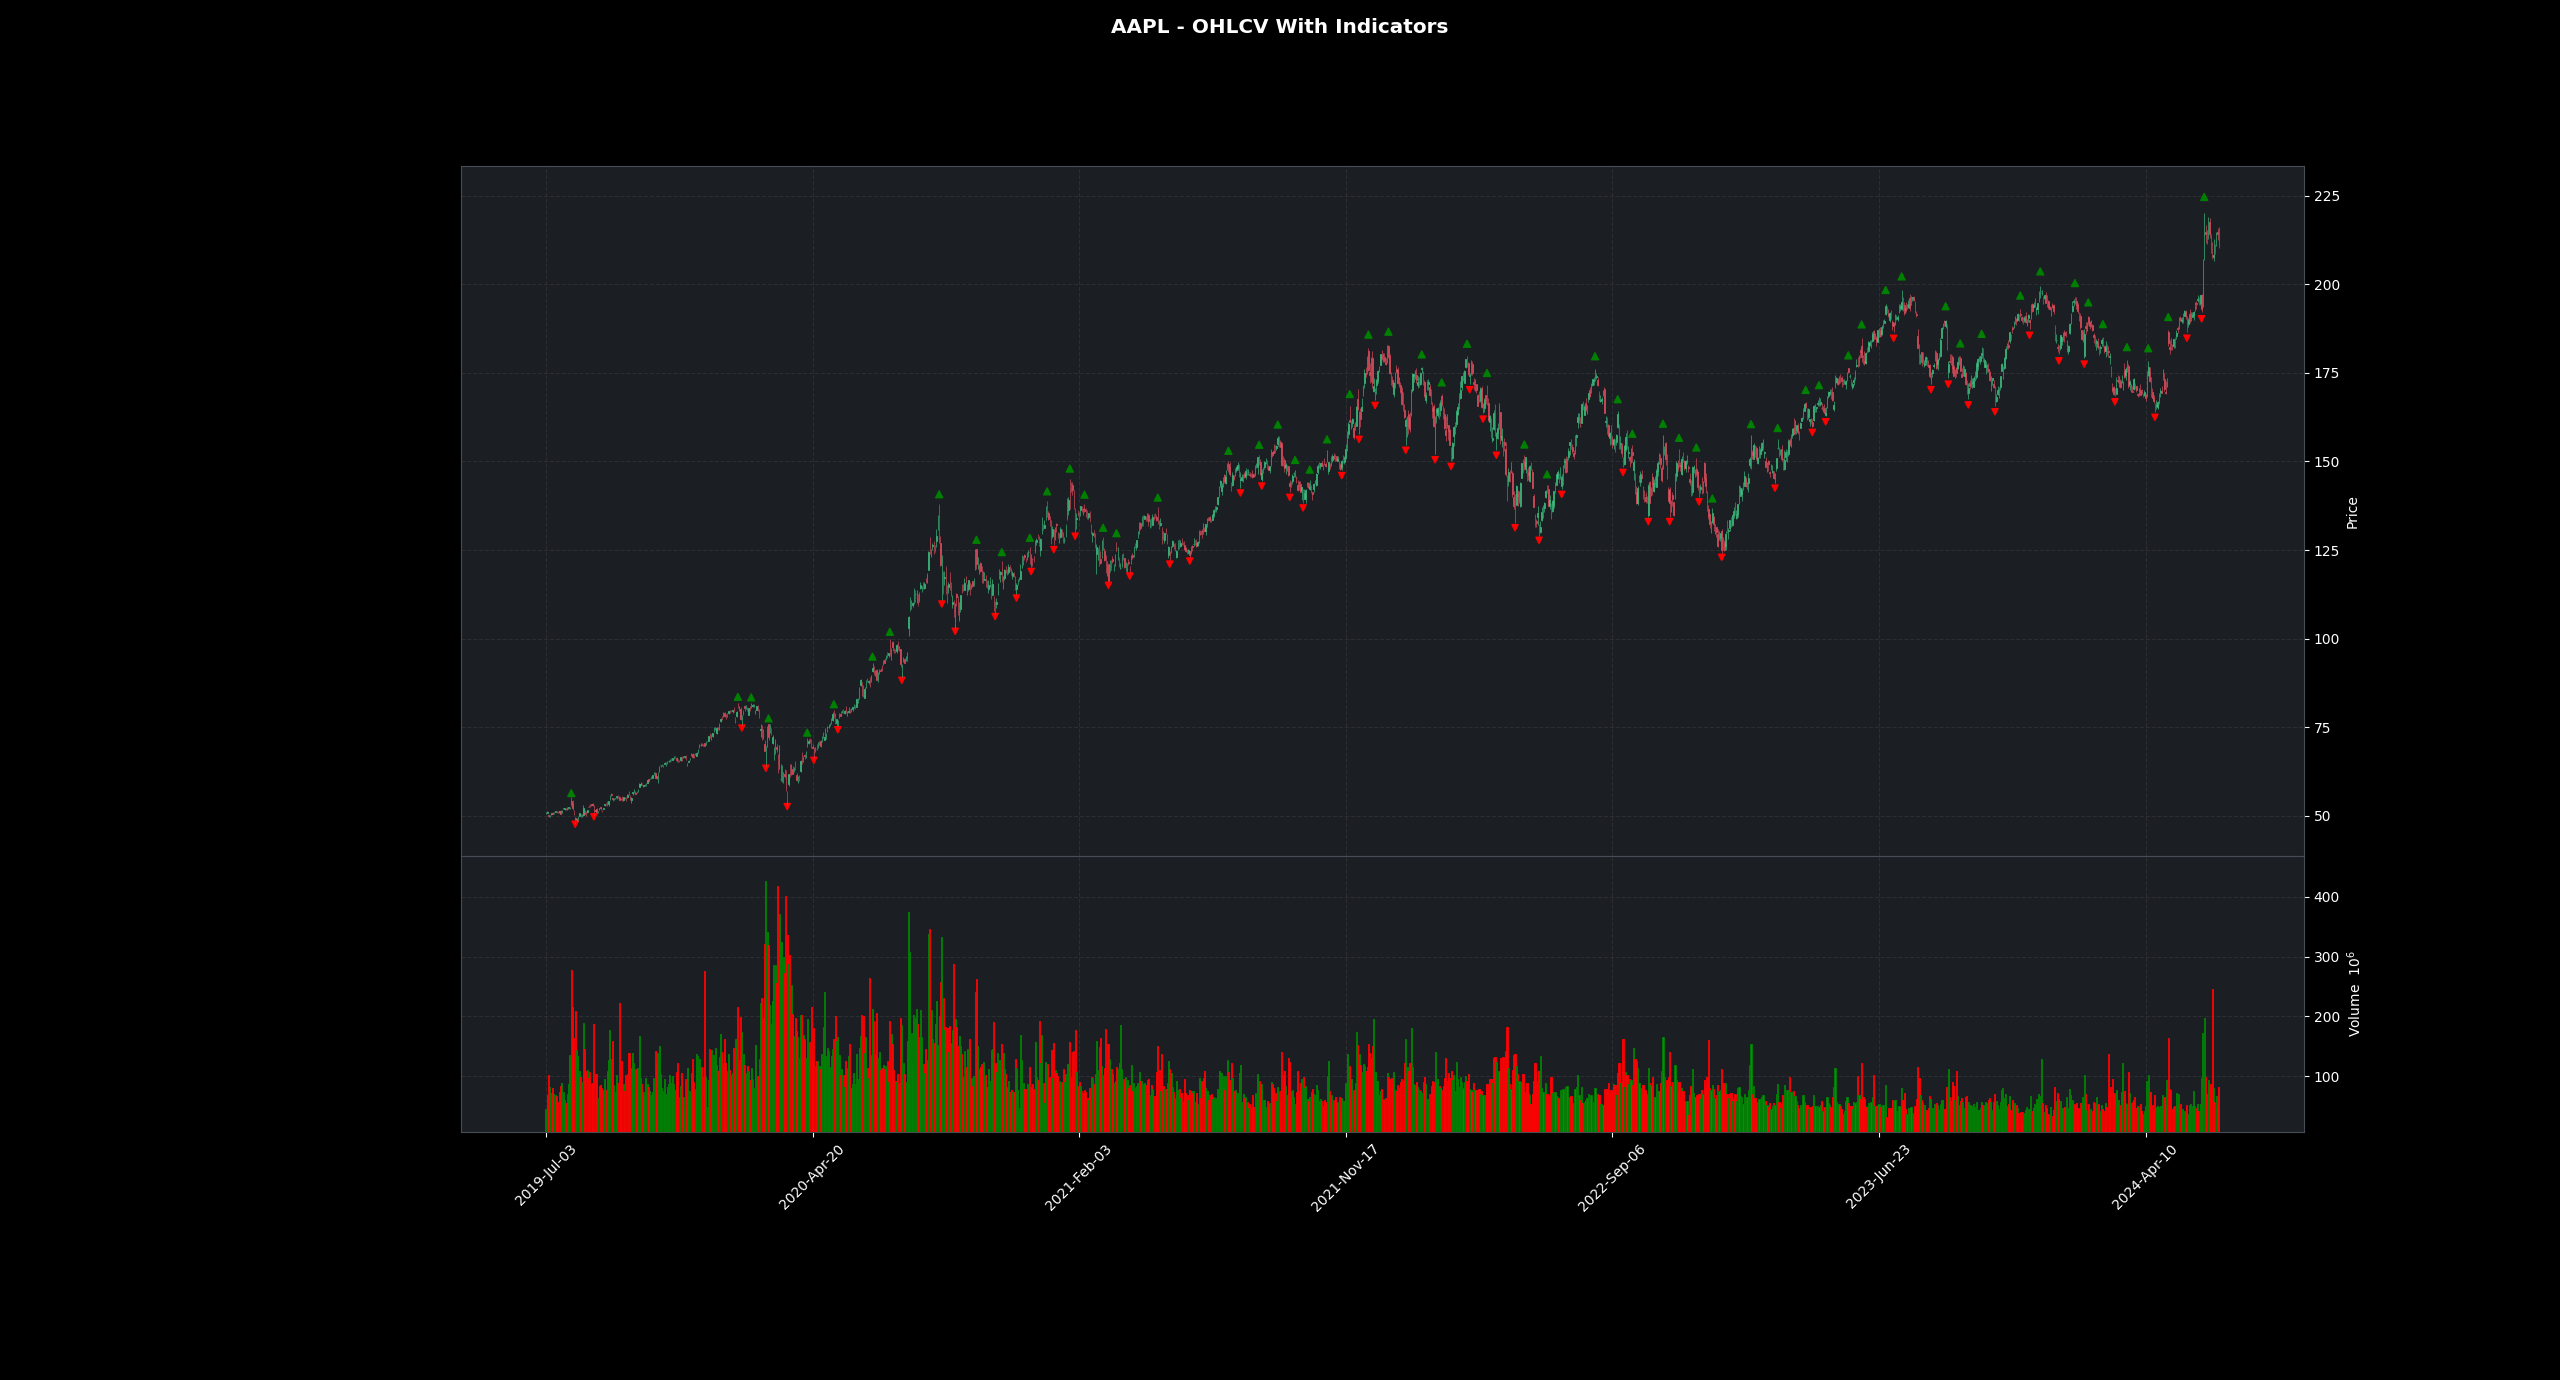 AAPL - OHLCV With Indicators
225
200
175
150
125
100
75
50
Price
400
300
200
100
Volume 10⁶
2019-Jul-03
2020-Apr-20
2021-Feb-03
2021-Nov-17
2022-Sep-06
2023-Jun-23
2024-Apr-10